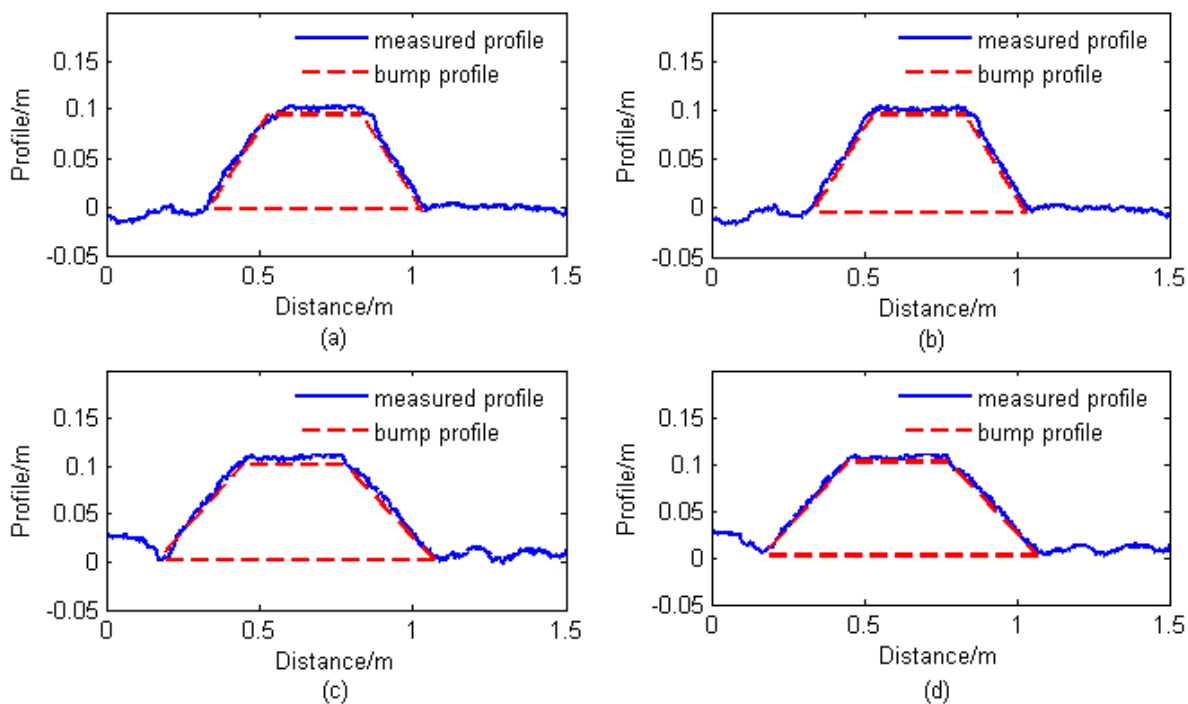 measured profile
bump profile
0.15
0.1
0.05
0
-0.05
Profile/m
0
0.5
1
1.5
Distance/m
(a)
measured profile
bump profile
0.15
0.1
0.05
0
-0.05
Profile/m
0
0.5
1
1.5
Distance/m
(b)
measured profile
bump profile
0.15
0.1
0.05
0
-0.05
Profile/m
0
0.5
1
1.5
Distance/m
(c)
measured profile
bump profile
0.15
0.1
0.05
0
-0.05
Profile/m
0
0.5
1
1.5
Distance/m
(d)